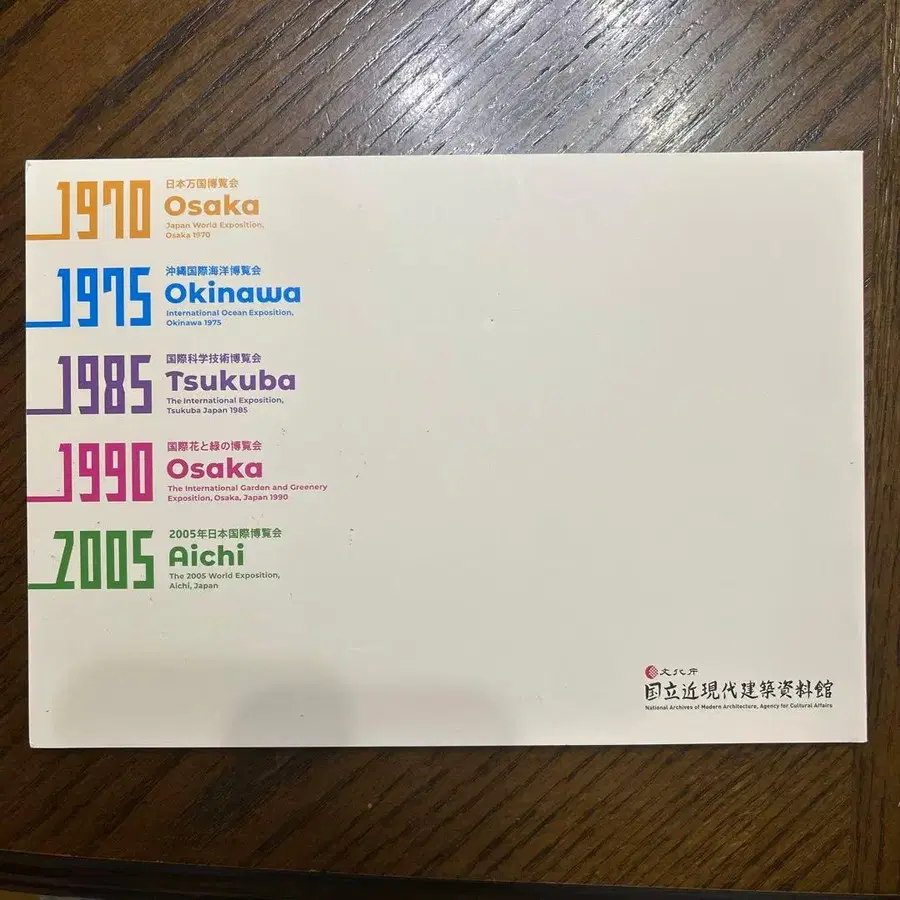 1970
日本万国博覧会
Osaka
Japan World Exposition,
Osaka 1970
1975
沖縄国際海洋博覧会
Okinawa
International Ocean Exposition,
Okinawa 1975
1985
国際科学技術博覧会
Tsukuba
The International Exposition,
Tsukuba Japan 1985
1990
国際花と緑の博覧会
Osaka
The International Garden and Greenery
Exposition, Osaka, Japan 1990
2005
2005年日本国際博覧会
Aichi
The 2005 World Exposition,
Aichi, Japan
文化庁
国立近現代建築資料館
National Archives of Modern Architecture, Agency for Cultural Affairs